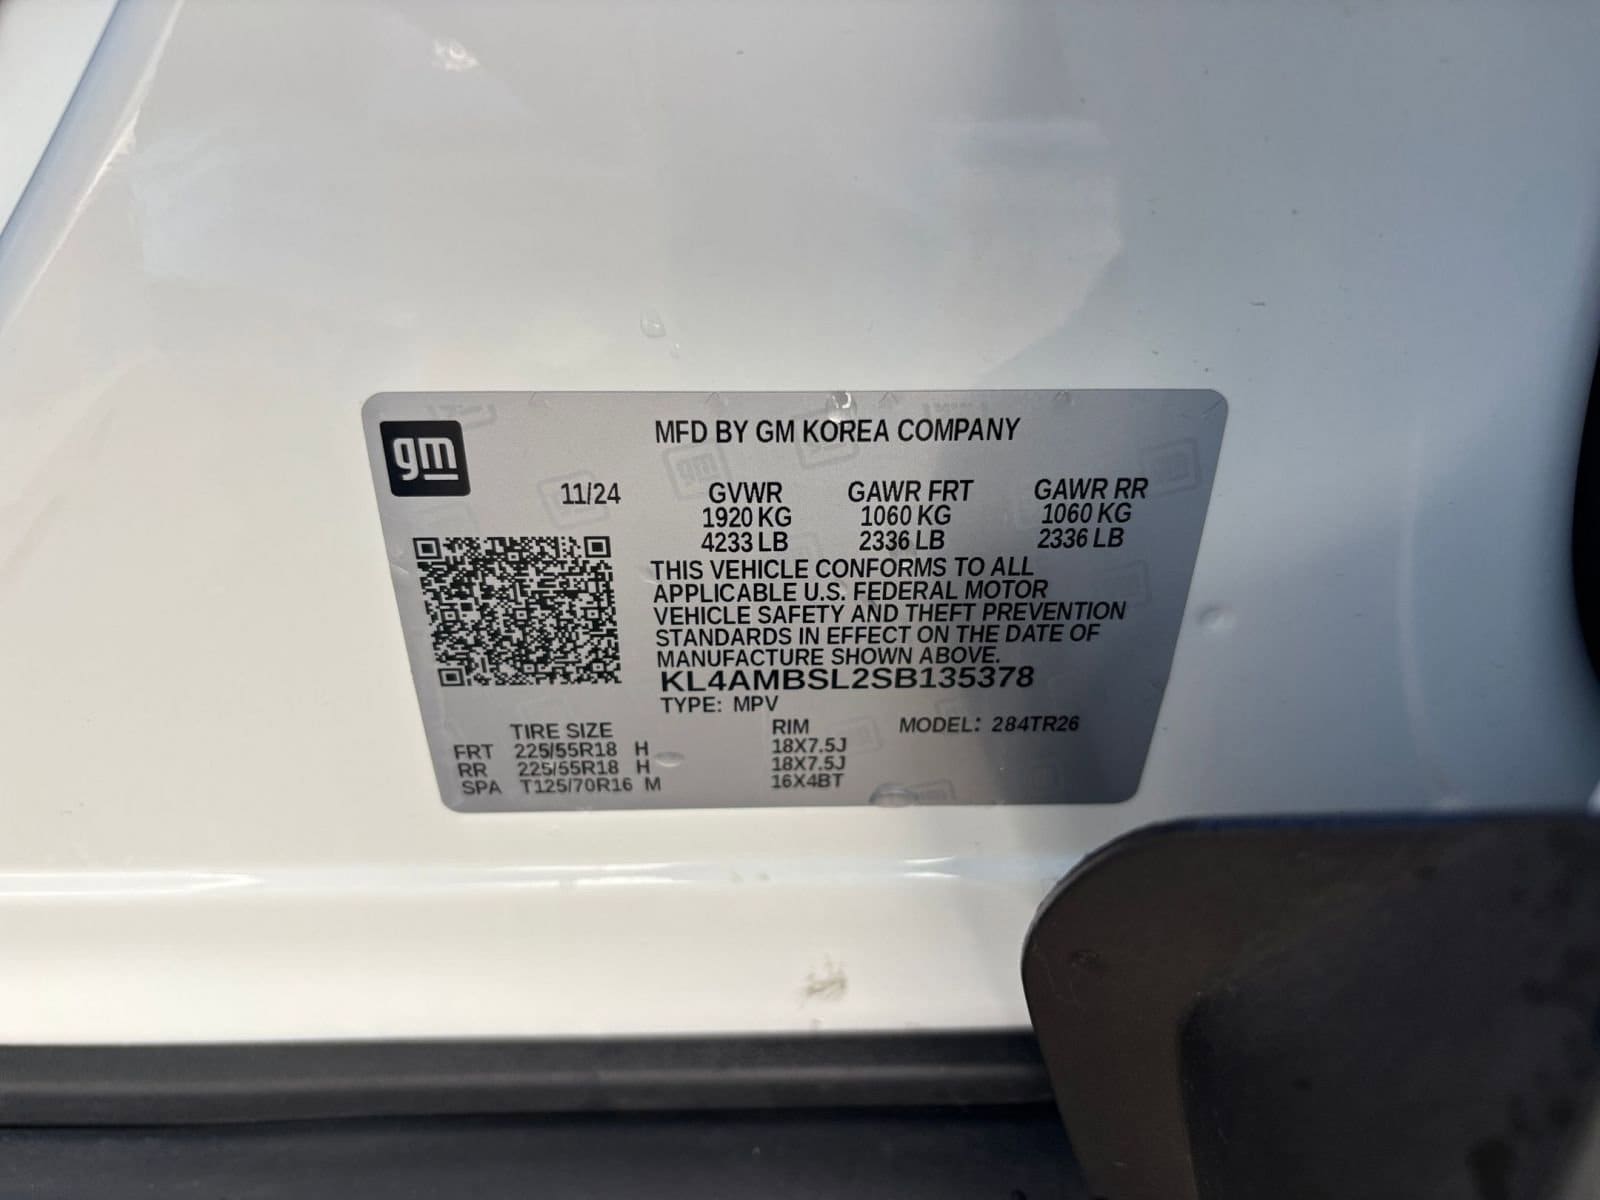 gm
MFD BY GM KOREA COMPANY
11/24 GVWR GAWR FRT GAWR RR
1920 KG 1060 KG 1060 KG
4233 LB 2336 LB 2336 LB
THIS VEHICLE CONFORMS TO ALL
APPLICABLE U.S. FEDERAL MOTOR
VEHICLE SAFETY AND THEFT PREVENTION
STANDARDS IN EFFECT ON THE DATE OF
MANUFACTURE SHOWN ABOVE.
KL4AMBSL2SB135378
TYPE: MPV
TIRE SIZE RIM MODEL: 284TR26
FRT 225/55R18 H 18X7.5J
RR 225/55R18 H 18X7.5J
SPA T125/70R16 M 16X4BT